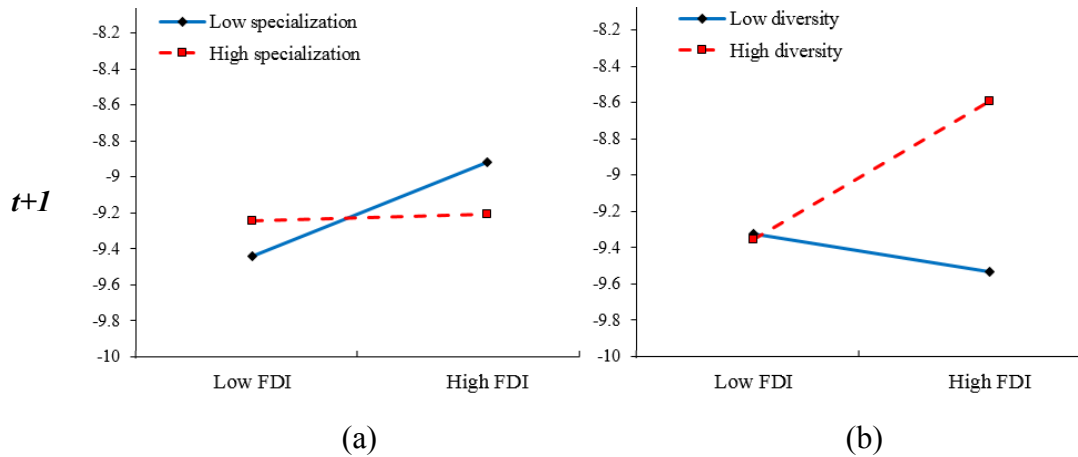 Low specialization
High specialization
-8.2
-8.4
-8.6
-8.8
-9
-9.2
-9.4
-9.6
-9.8
-10
Low FDI High FDI
(a)
t+1
Low diversity
High diversity
-8.2
-8.4
-8.6
-8.8
-9
-9.2
-9.4
-9.6
-9.8
-10
Low FDI High FDI
(b)